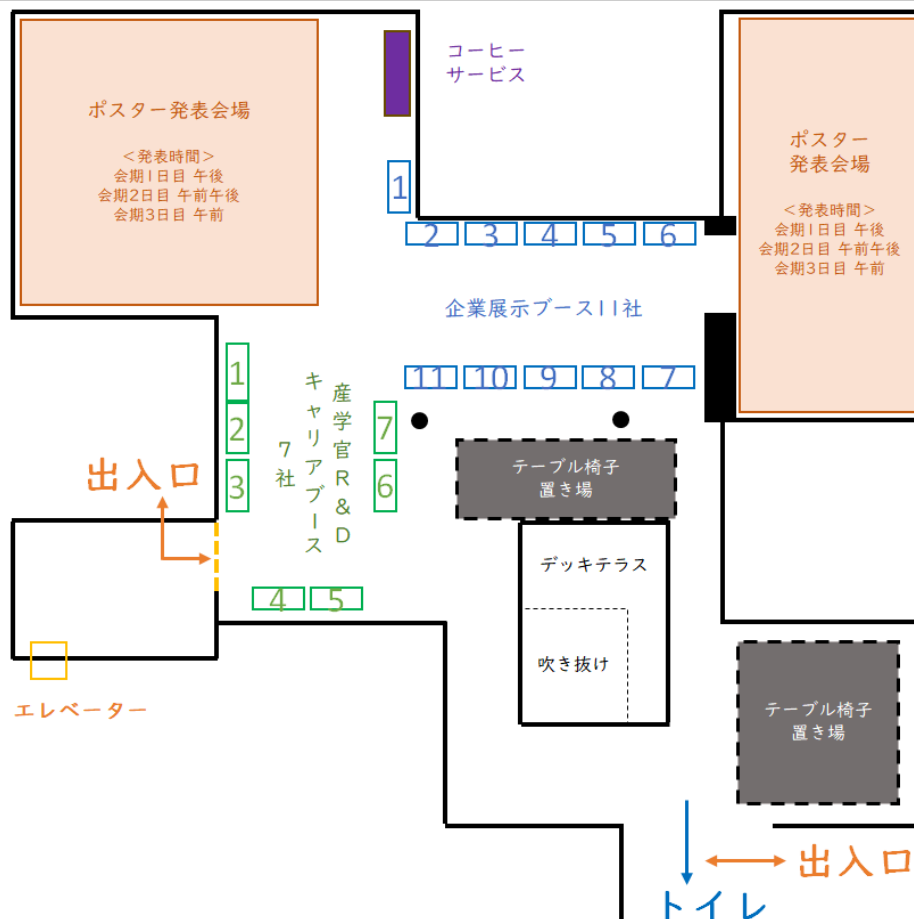 ポスター発表会場
<発表時間>
会期1日目 午後
会期2日目 午前午後
会期3日目 午前
コーヒー
サービス
ポスター
発表会場
<発表時間>
会期1日目 午後
会期2日目 午前午後
会期3日目 午前
1
2
3
4
5
6
企業展示ブース11社
11
10
9
8
7
1
2
3
産学官R&D
キャリアブース
7社
7
6
4
5
出入口
エレベーター
テーブル椅子
置き場
デッキテラス
吹き抜け
テーブル椅子
置き場
出入口
トイレ